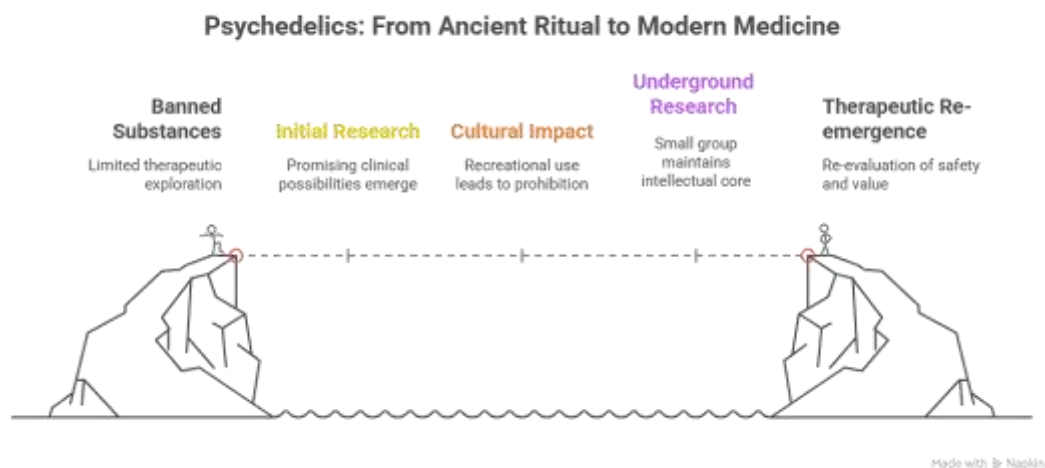 Psychedelics: From Ancient Ritual to Modern Medicine
Banned
Substances
Limited therapeutic
exploration
Initial Research
Promising clinical
possibilities emerge
Cultural Impact
Recreational use
leads to prohibition
Underground
Research
Small group
maintains
intellectual core
Therapeutic Re-
emergence
Re-evaluation of safety
and value
Made with Napkin